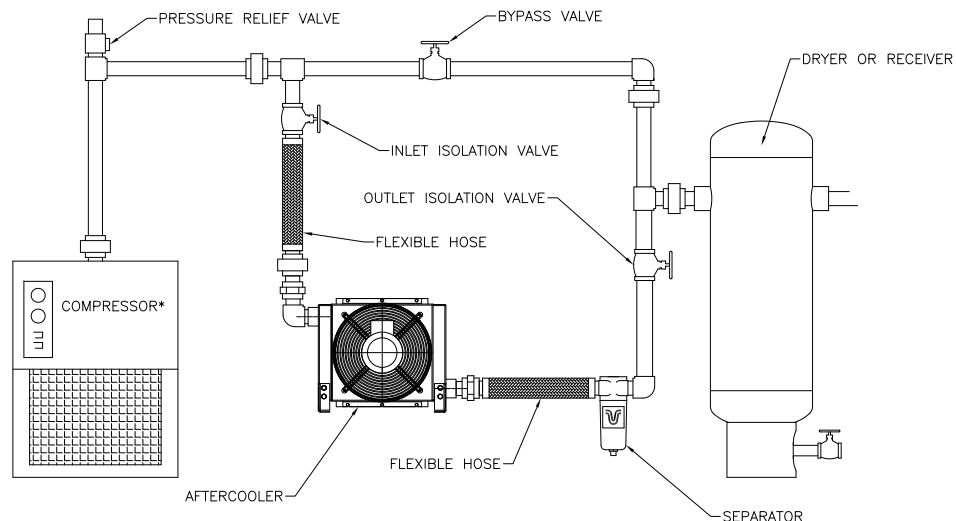 PRESSURE RELIEF VALVE
BYPASS VALVE
DRYER OR RECEIVER
INLET ISOLATION VALVE
OUTLET ISOLATION VALVE
FLEXIBLE HOSE
COMPRESSOR*
FLEXIBLE HOSE
AFTERCOOLER
SEPARATOR